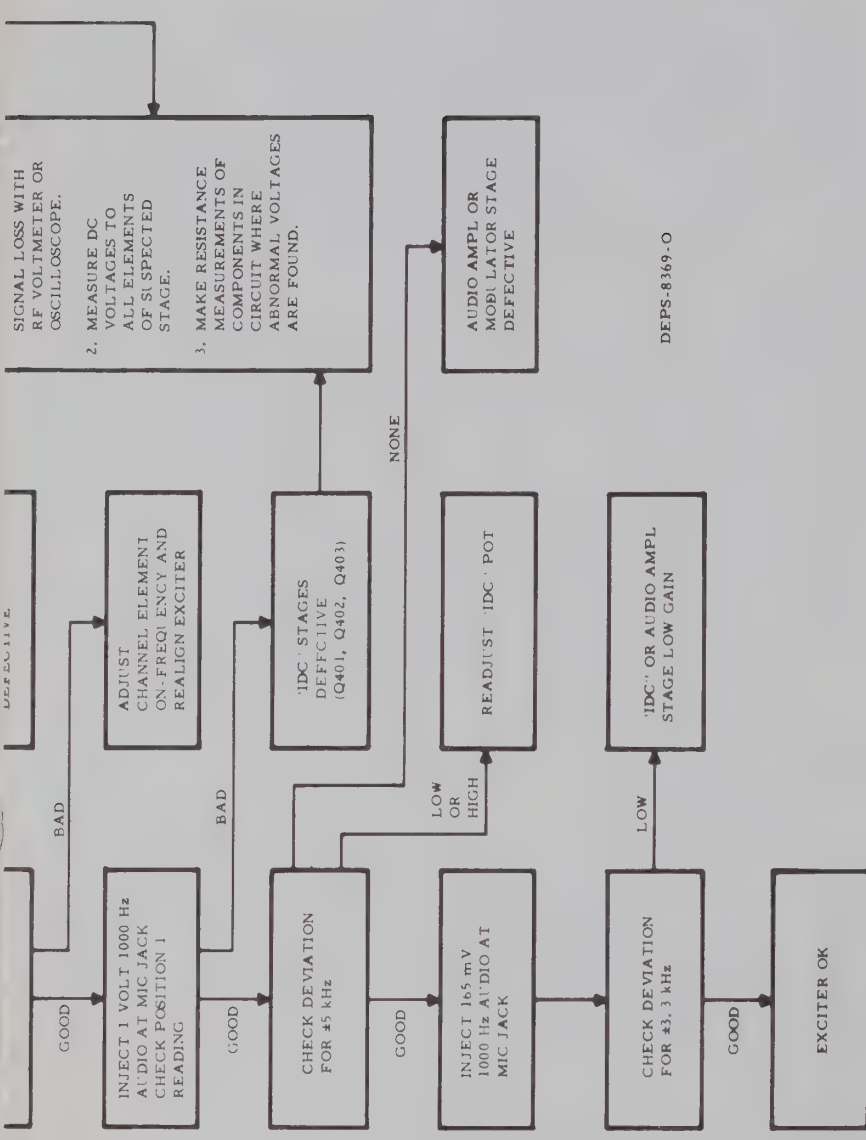 DEFECTIVE
SIGNAL LOSS WITH
RF VOLTMETER OR
OSCILLOSCOPE.
2. MEASURE DC
VOLTAGES TO
ALL ELEMENTS
OF SUSPECTED
STAGE.
3. MAKE RESISTANCE
MEASUREMENTS OF
COMPONENTS IN
CIRCUIT WHERE
ABNORMAL VOLTAGES
ARE FOUND.
GOOD
BAD
INJECT 1 VOLT 1000 Hz
AUDIO AT MIC JACK
CHECK POSITION 1
READING
ADJUST
CHANNEL ELEMENT
ON-FREQUENCY AND
REALIGN EXCITER
GOOD
BAD
CHECK DEVIATION
FOR ±5 kHz
'IDC' STAGES
DEFECTIVE
(Q401, Q402, Q403)
NONE
GOOD
LOW
OR
HIGH
INJECT 165 mV
1000 Hz AUDIO AT
MIC JACK
READJUST 'IDC' POT
AUDIO AMPL OR
MODULATOR STAGE
DEFECTIVE
CHECK DEVIATION
FOR ±3.3 kHz
LOW
'IDC" OR AUDIO AMPL
STAGE LOW GAIN
GOOD
EXCITER OK
DEPS-8369-O